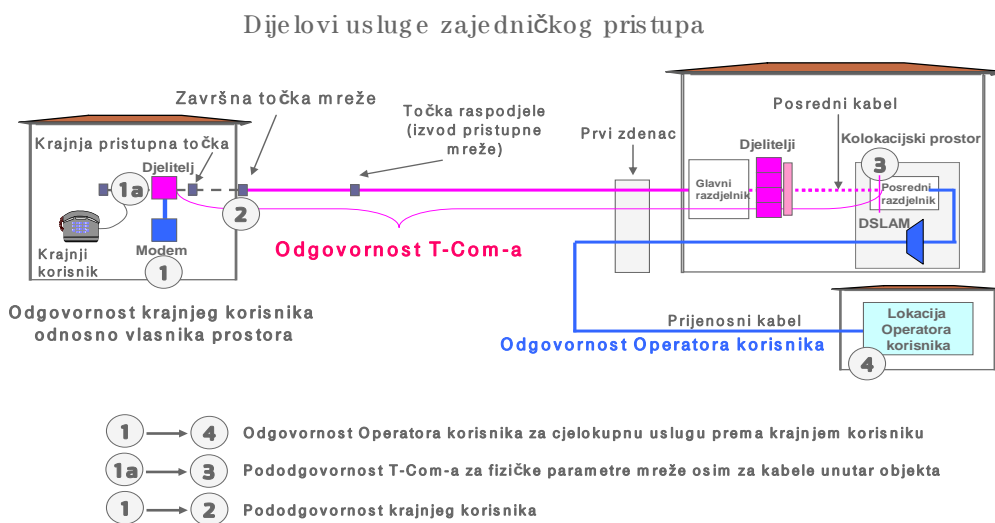 Dijelovi usluge zajedničkog pristupa
Završna točka mreže
Krajnja pristupna točka
Djelitelj
1a
2
Krajnji
korisnik
Modem
1
Odgovornost krajnjeg korisnika
odnosno vlasnika prostora
Točka raspodjele
(izvod pristupne
mreže)
Odgovornost T-Com-a
Prvi zdenac
Glavni
razdjelnik
Djelitelji
Posredni kabel
Kolokacijski prostor
3
Posredni
razdjelnik
DSLAM
Prijenosni kabel
Odgovornost Operatora korisnika
Lokacija
Operatora
korisnika
4
1 4 Odgovornost Operatora korisnika za cjelokupnu uslugu prema krajnjem korisniku
1a 3 Pododgovornost T-Com-a za fizičke parametre mreže osim za kabele unutar objekta
1 2 Pododgovornost krajnjeg korisnika